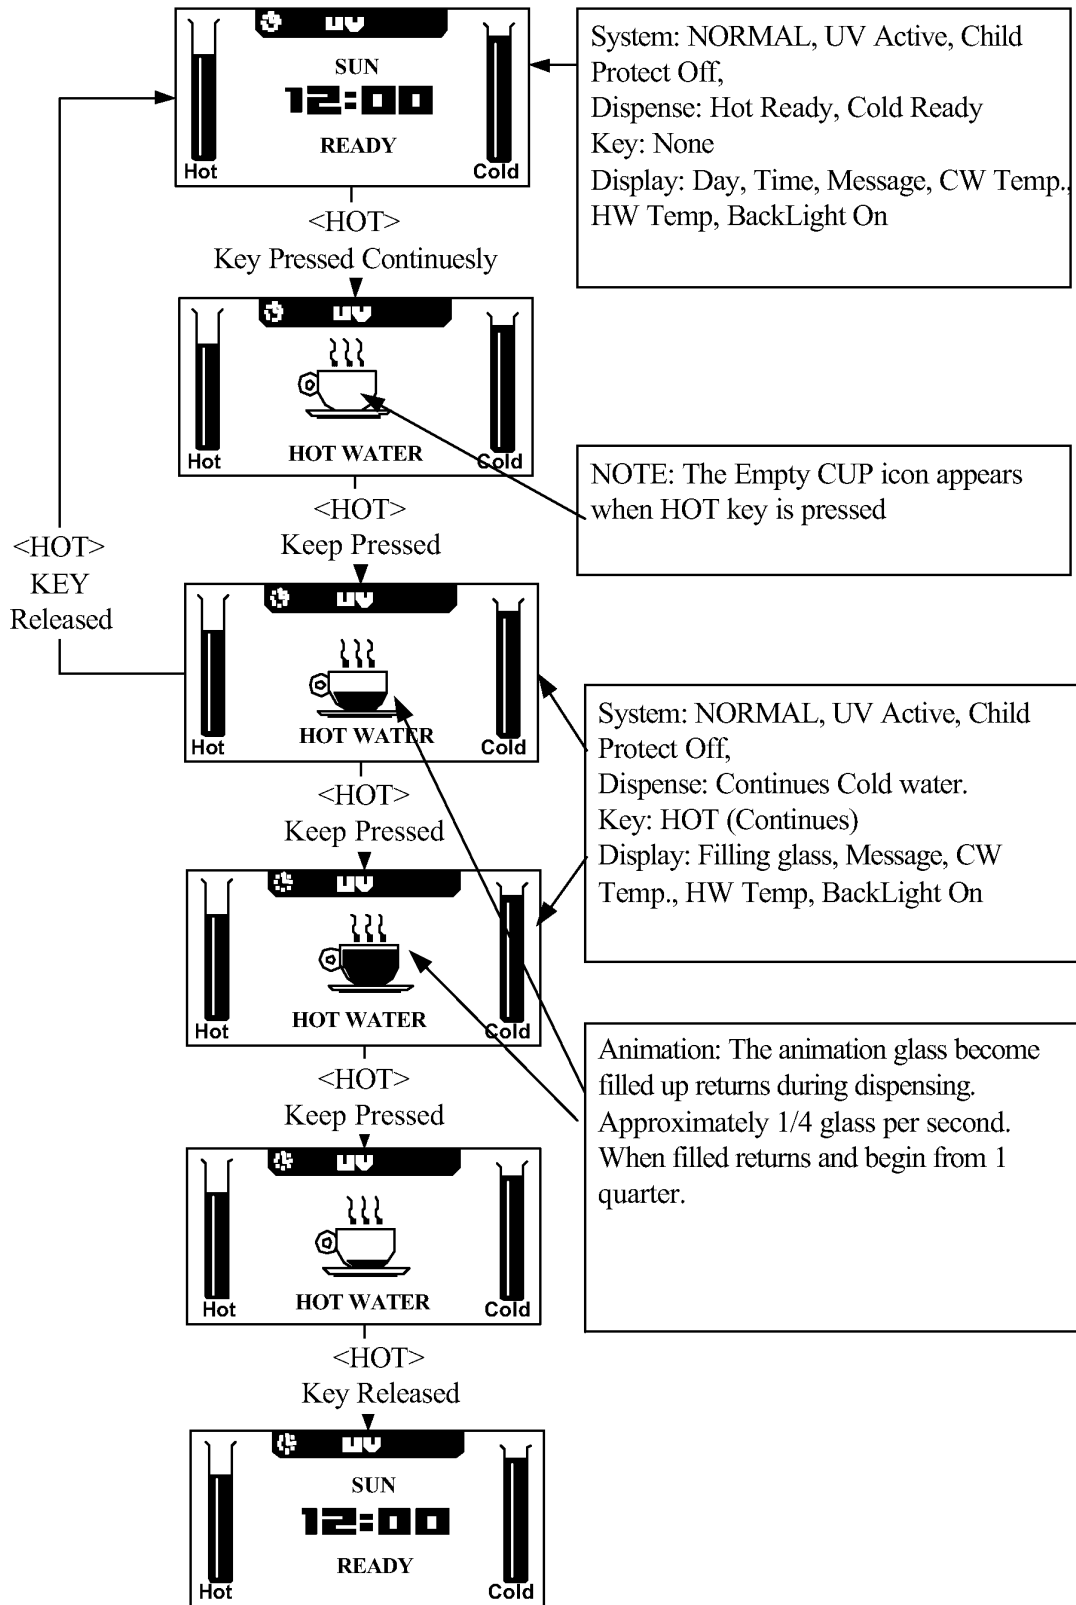 UV
SUN
12:00
READY
Hot
Cold
System: NORMAL, UV Active, Child
Protect Off,
Dispense: Hot Ready, Cold Ready
Key: None
Display: Day, Time, Message, CW Temp.,
HW Temp, BackLight On
<HOT>
Key Pressed Continuesly
UV
HOT WATER
Hot
Cold
NOTE: The Empty CUP icon appears
when HOT key is pressed
<HOT>
Keep Pressed
<HOT>
KEY
Released
UV
HOT WATER
Hot
Cold
System: NORMAL, UV Active, Child
Protect Off,
Dispense: Continues Cold water.
Key: HOT (Continues)
Display: Filling glass, Message, CW
Temp., HW Temp, BackLight On
<HOT>
Keep Pressed
UV
HOT WATER
Hot
Cold
Animation: The animation glass become
filled up returns during dispensing.
Approximately 1/4 glass per second.
When filled returns and begin from 1
quarter.
<HOT>
Keep Pressed
UV
HOT WATER
Hot
Cold
<HOT>
Key Released
UV
SUN
12:00
READY
Hot
Cold